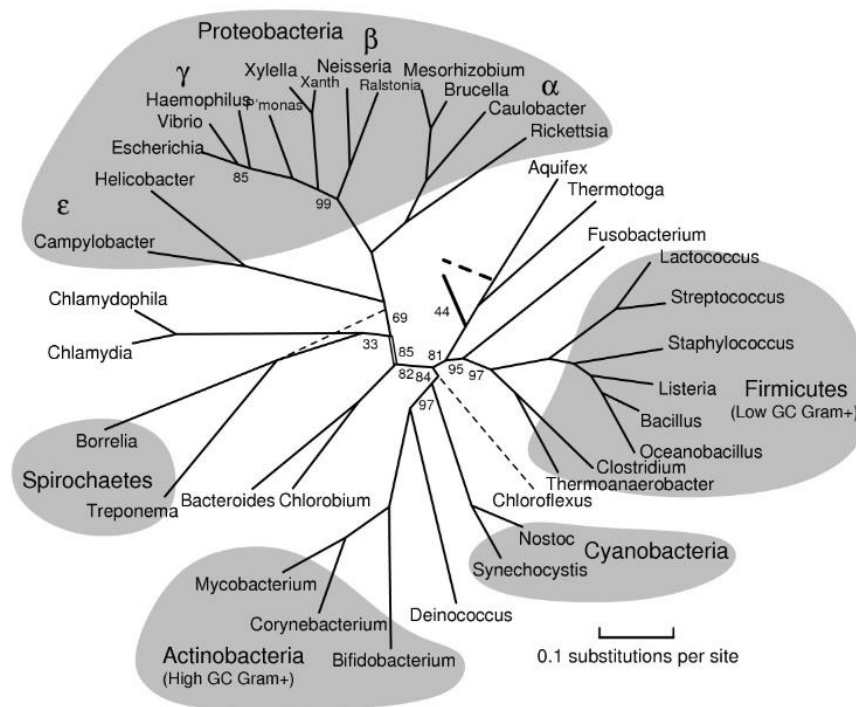 Proteobacteria
β
γ
Xylella
Xanth
Neisseria
Ralstonia
Mesorhizobium
Brucella
α
Haemophilus
P'monas
Caulobacter
Vibrio
Rickettsia
Escherichia
85
Aquifex
Helicobacter
Thermotoga
99
ε
Fusobacterium
Campylobacter
Lactococcus
Chlamydophila
Streptococcus
69
44
Chlamydia
33
85
81
Staphylococcus
82
84
95
97
Listeria
Firmicutes
97
Bacillus
(Low GC Gram+)
Borrelia
Oceanobacillus
Spirochaetes
Clostridium
Thermoanaerobacter
Treponema
Bacteroides
Chlorobium
Chloroflexus
Nostoc
Cyanobacteria
Mycobacterium
Synechocystis
Corynebacterium
Deinococcus
Actinobacteria
(High GC Gram+)
Bifidobacterium
0.1 substitutions per site